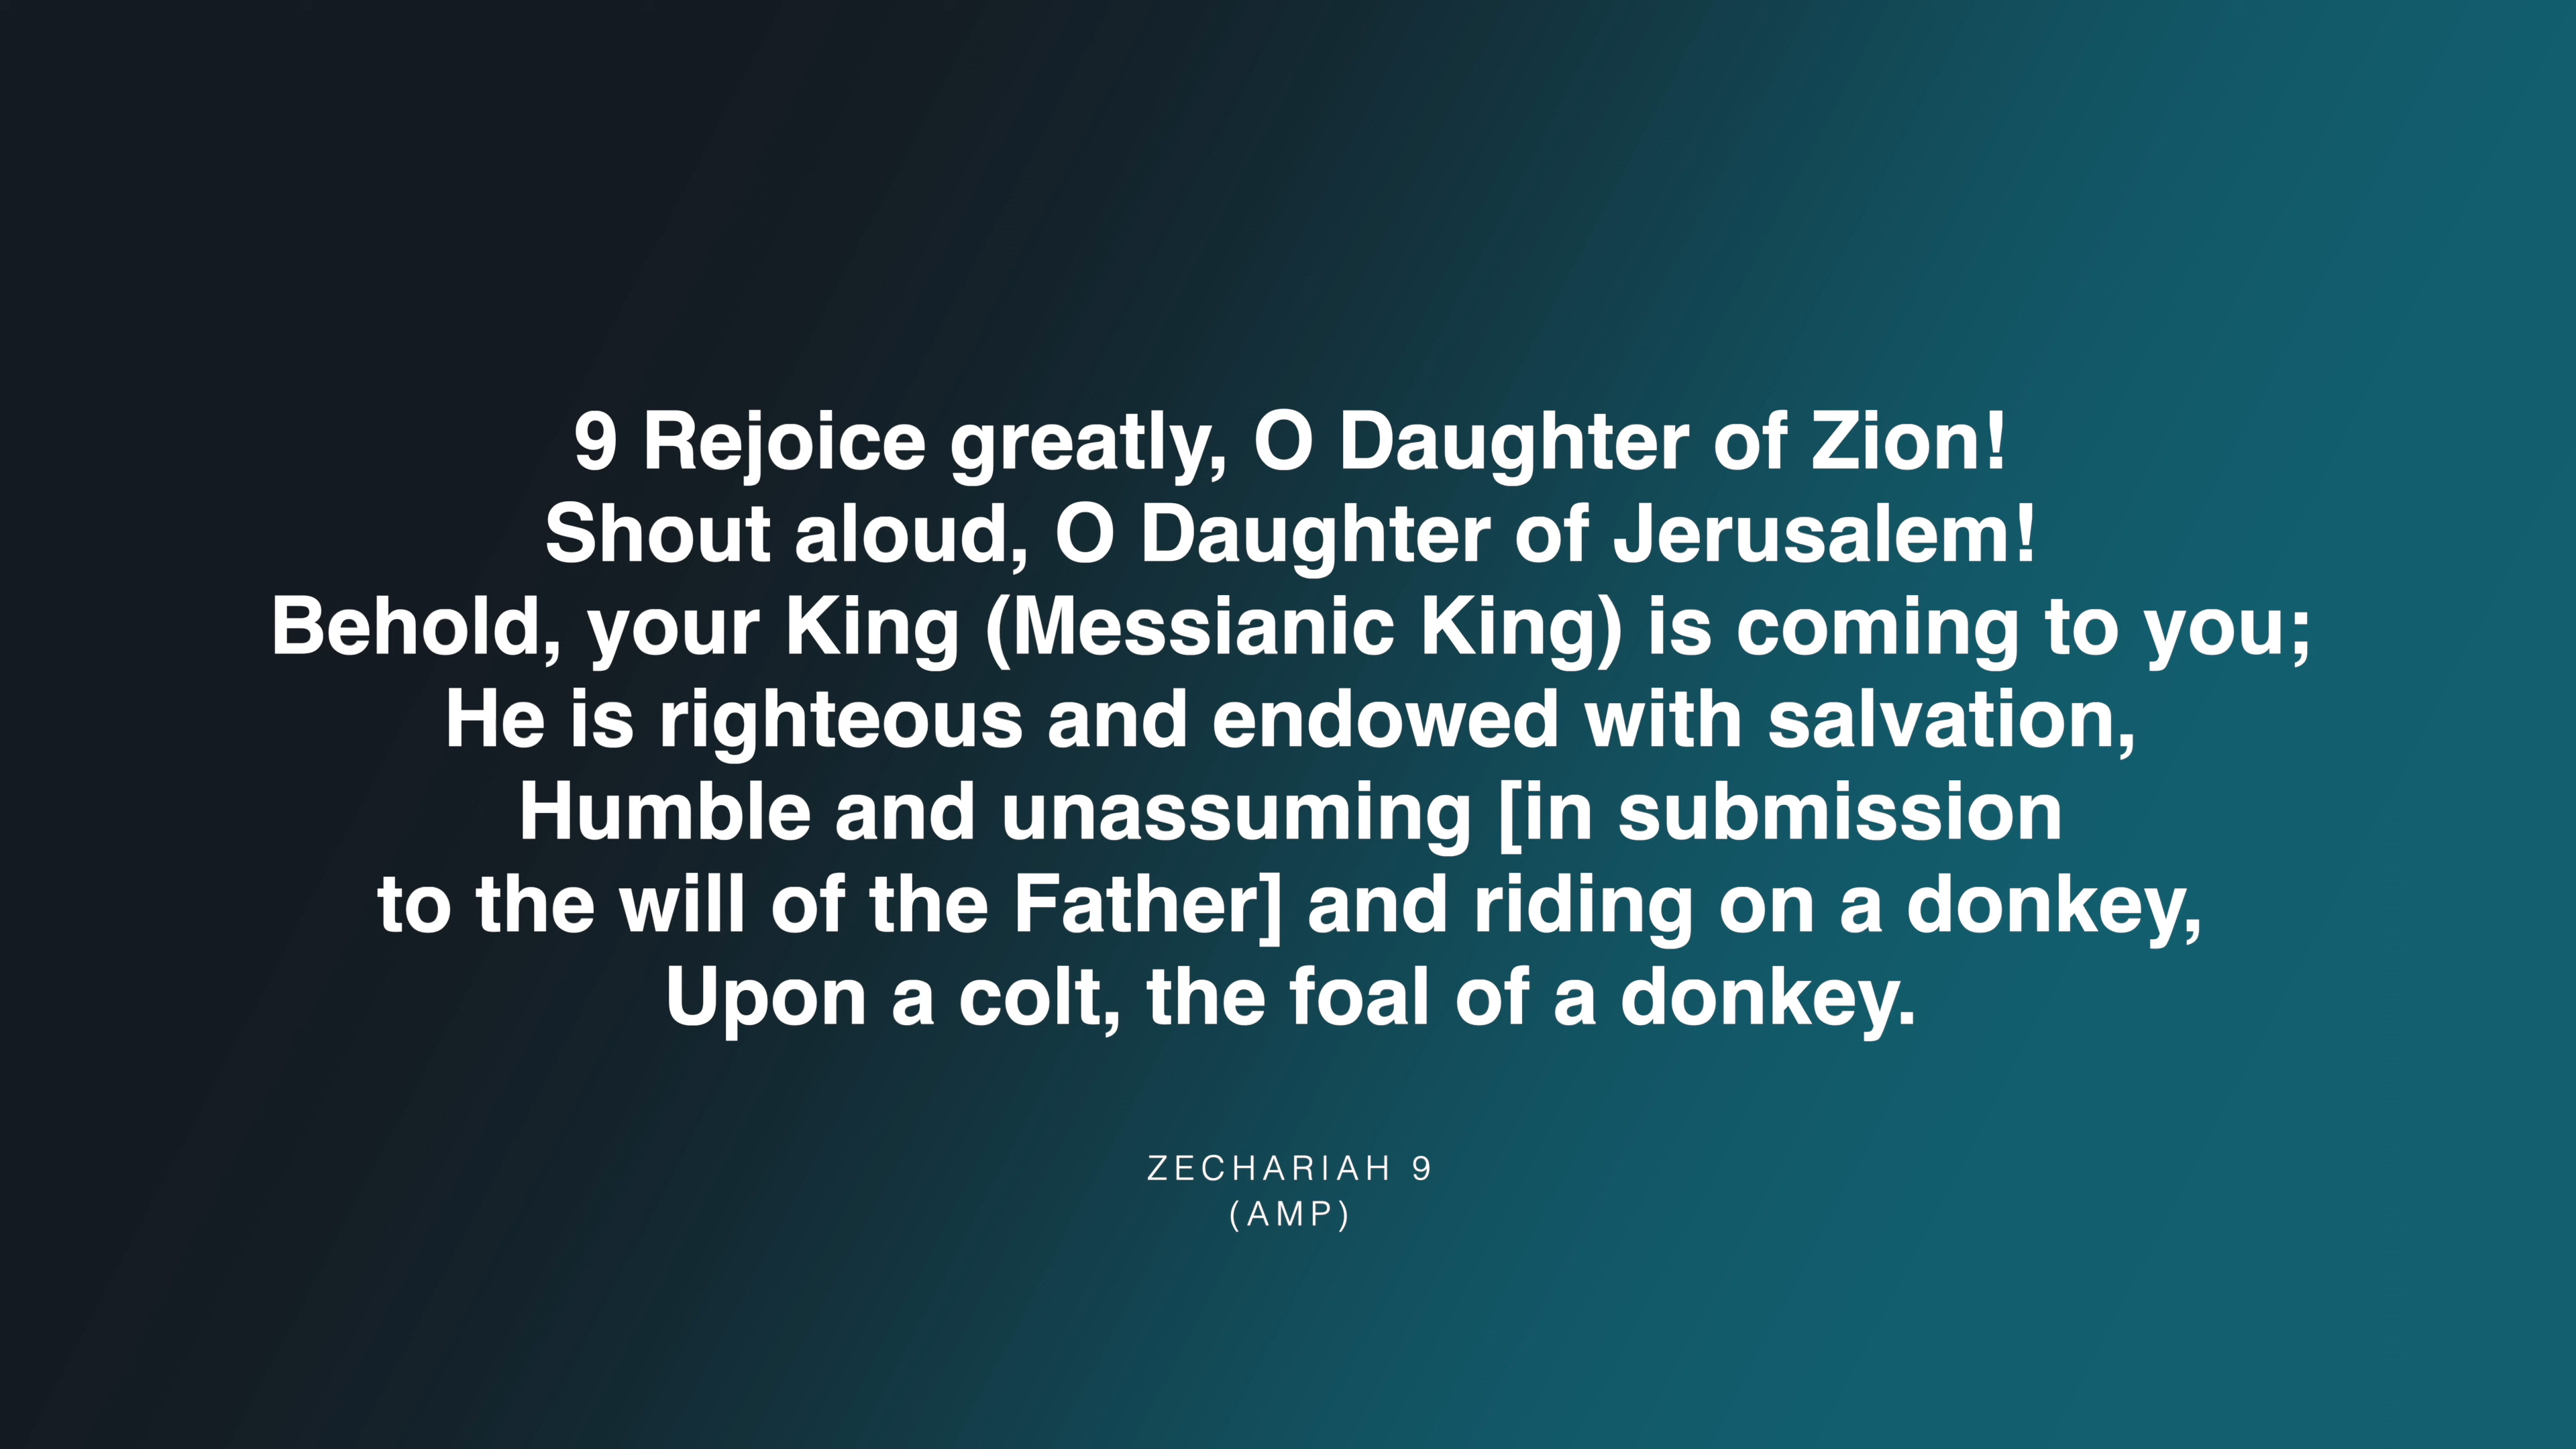 9 Rejoice greatly, O Daughter of Zion!
Shout aloud, O Daughter of Jerusalem!
Behold, your King (Messianic King) is coming to you;
He is righteous and endowed with salvation,
Humble and unassuming [in submission
to the will of the Father] and riding on a donkey,
Upon a colt, the foal of a donkey.
ZECHARIAH 9
(AMP)